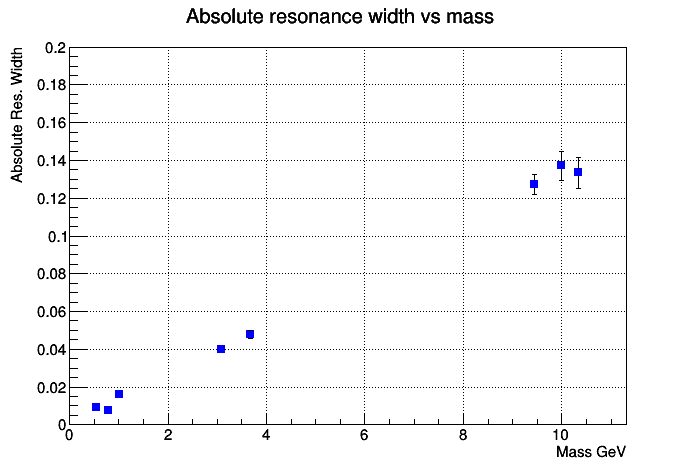 Absolute resonance width vs mass
Absolute Res. Width
0.2
0.18
0.16
0.14
0.12
0.1
0.08
0.06
0.04
0.02
0
0 2 4 6 8 10
Mass GeV